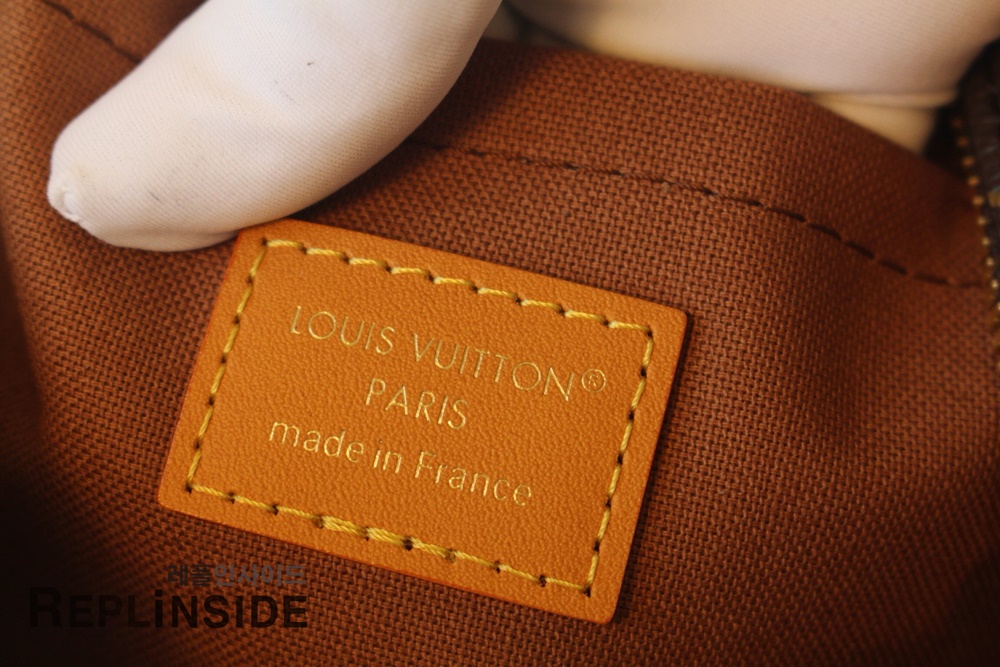 LOUIS VUITTON®
PARIS
made in France
레플인사이드
REPLINSIDE